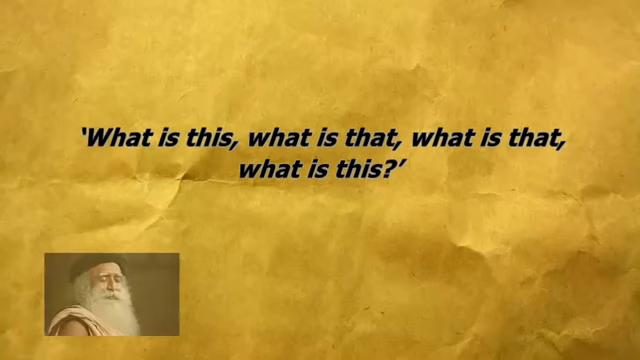 ‘What is this, what is that, what is that,
what is this?’